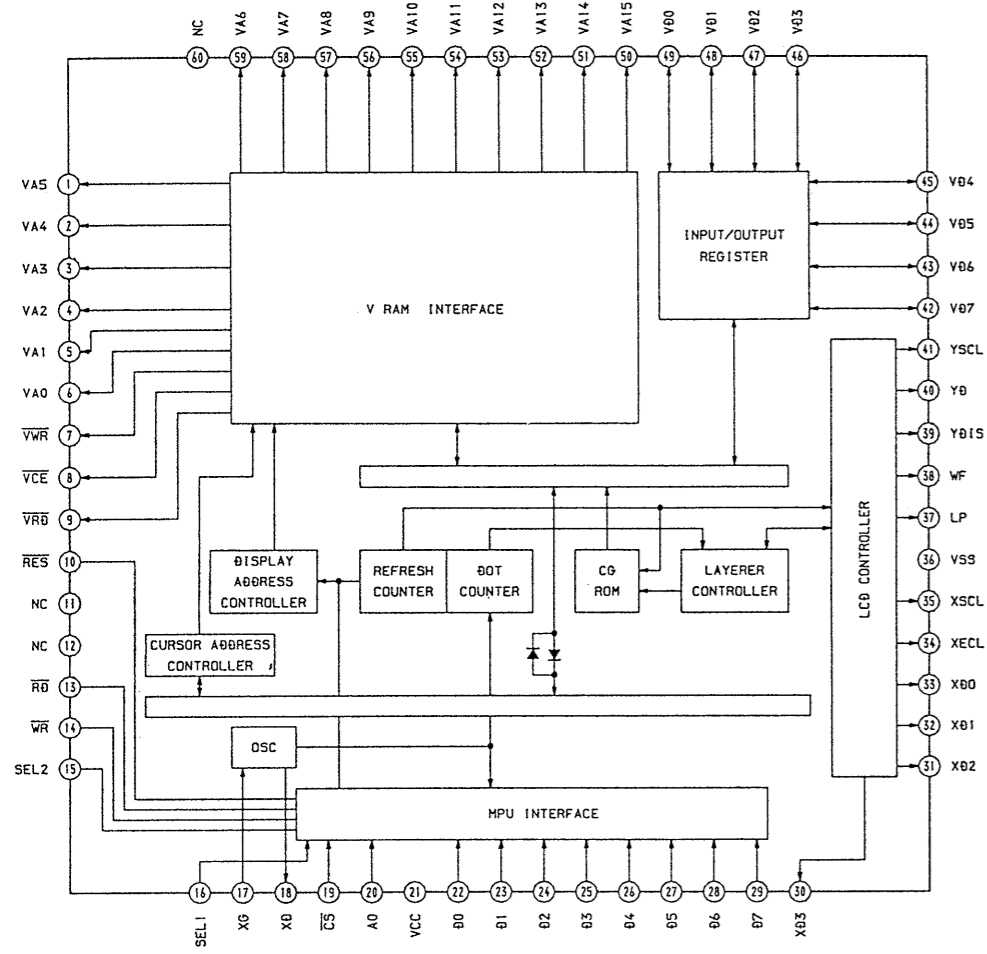 NC VA6 VA7 VA8 VA9 VA10 VA11 VA12 VA13 VA14 VA15 VD0 VD1 VD2 VD3
60 59 58 57 56 55 54 53 52 51 50 49 48 47 46
VA5 1
VA4 2
VA3 3
VA2 4
VA1 5
VA0 6
VWR 7
VCE 8
VRD 9
RES 10
NC 11
NC 12
RD 13
WR 14
SEL2 15
V RAM INTERFACE
INPUT/OUTPUT
REGISTER
45 VD4
44 VD5
43 VD6
42 VD7
41 YSCL
40 YD
39 YDIS
38 WF
37 LP
36 VSS
35 XSCL
34 XECL
33 XD0
32 XD1
31 XD2
LCD CONTROLLER
DISPLAY
ADDRESS
CONTROLLER
REFRESH
COUNTER
DOT
COUNTER
CG
ROM
LAYERER
CONTROLLER
CURSOR ADDRESS
CONTROLLER
OSC
MPU INTERFACE
16 17 18 19 20 21 22 23 24 25 26 27 28 29 30
SEL1 XG XD CS A0 VCC D0 D1 D2 D3 D4 D5 D6 D7 XD3